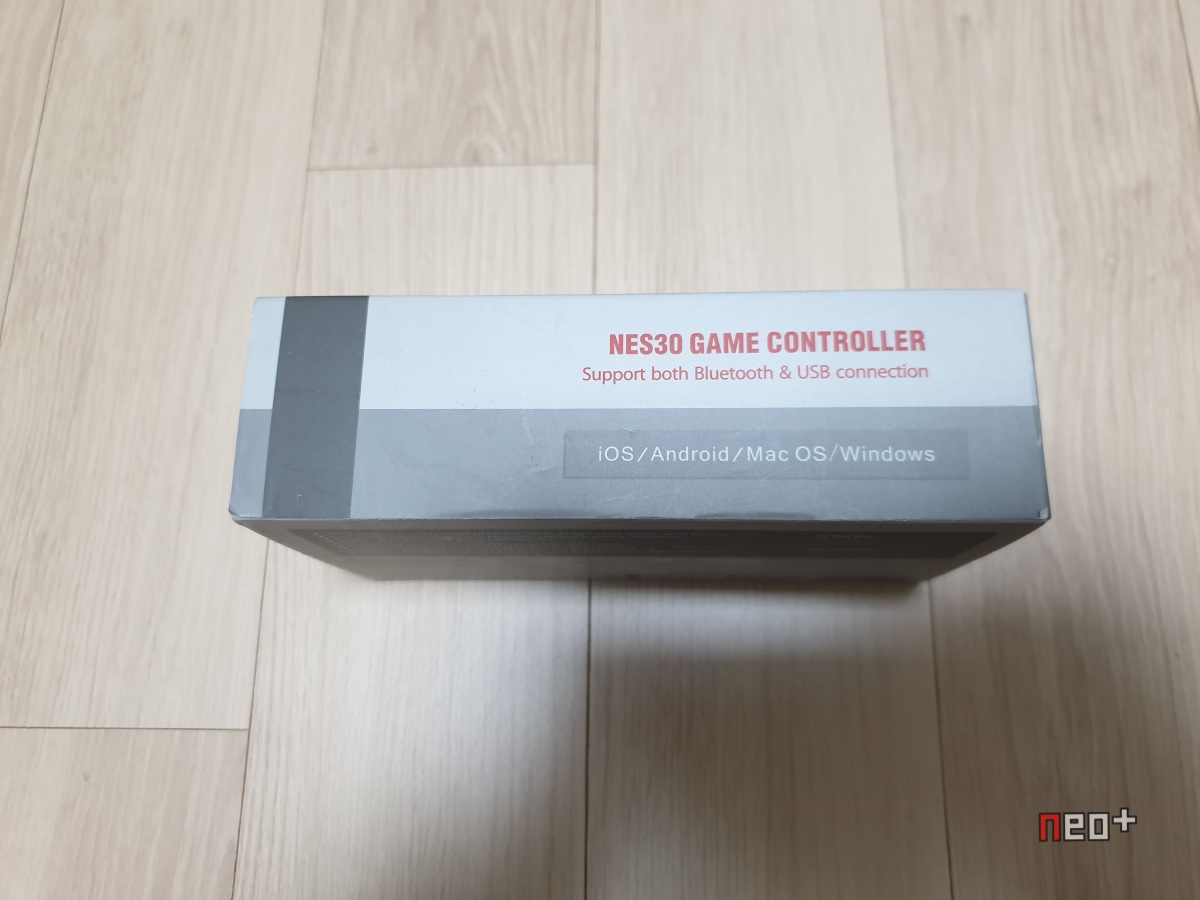 NES30 GAME CONTROLLER
Support both Bluetooth & USB connection
iOS/Android/Mac OS/Windows
neo+